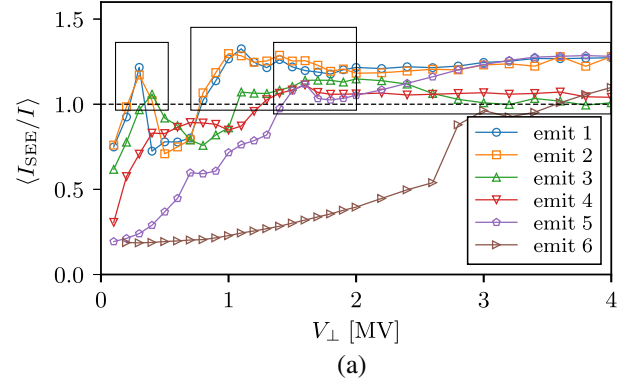 ⟨I_SEE/I⟩
1.5
1.0
0.5
0.0
emit 1
emit 2
emit 3
emit 4
emit 5
emit 6
0 1 2 3 4
V⊥ [MV]
(a)